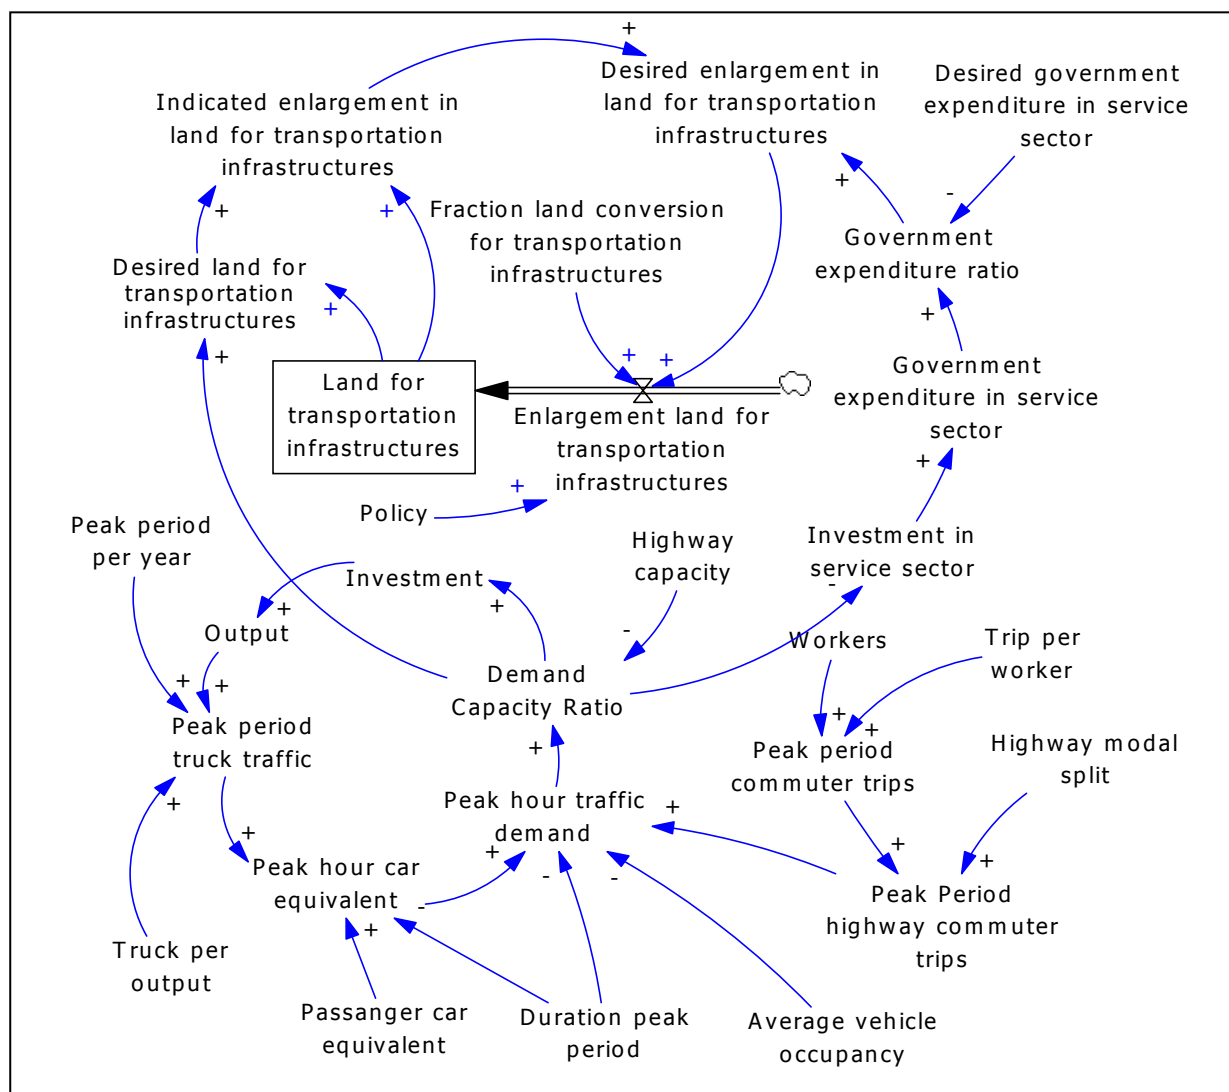 Indicated enlargement in
land for transportation
infrastructures
Desired enlargement in
land for transportation
infrastructures
Desired government
expenditure in service
sector
Fraction land conversion
for transportation
infrastructures
Government
expenditure ratio
Desired land for
transportation
infrastructures
Land for
transportation
infrastructures
Enlargement land for
transportation
infrastructures
Government
expenditure in service
sector
Policy
Peak period
per year
Highway
capacity
Investment in
service sector
Investment
Output
Workers
Trip per
worker
Demand
Capacity Ratio
Peak period
truck traffic
Peak period
commuter trips
Highway modal
split
Peak hour traffic
demand
Peak hour car
equivalent
Peak Period
highway commuter
trips
Truck per
output
Passanger car
equivalent
Duration peak
period
Average vehicle
occupancy